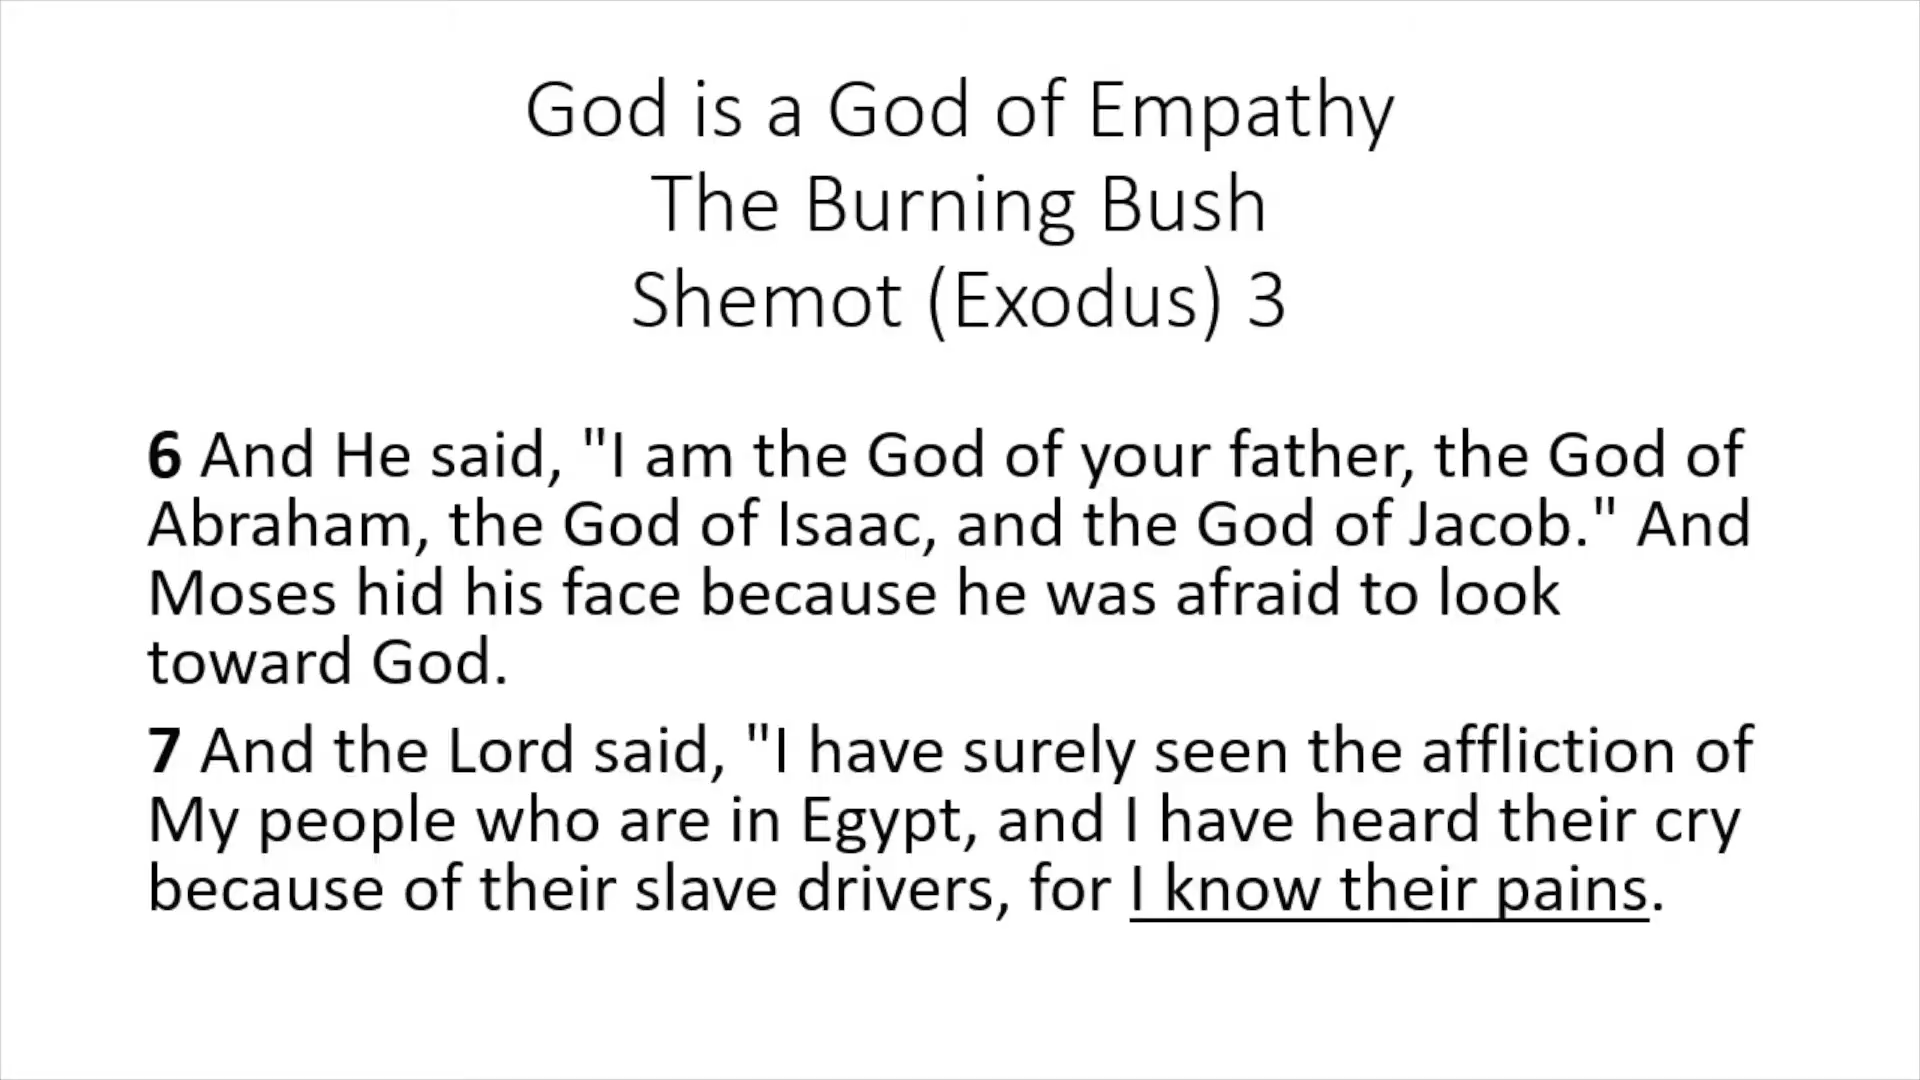 God is a God of Empathy
The Burning Bush
Shemot (Exodus) 3
6 And He said, "I am the God of your father, the God of
Abraham, the God of Isaac, and the God of Jacob." And
Moses hid his face because he was afraid to look
toward God.
7 And the Lord said, "I have surely seen the affliction of
My people who are in Egypt, and I have heard their cry
because of their slave drivers, for I know their pains.